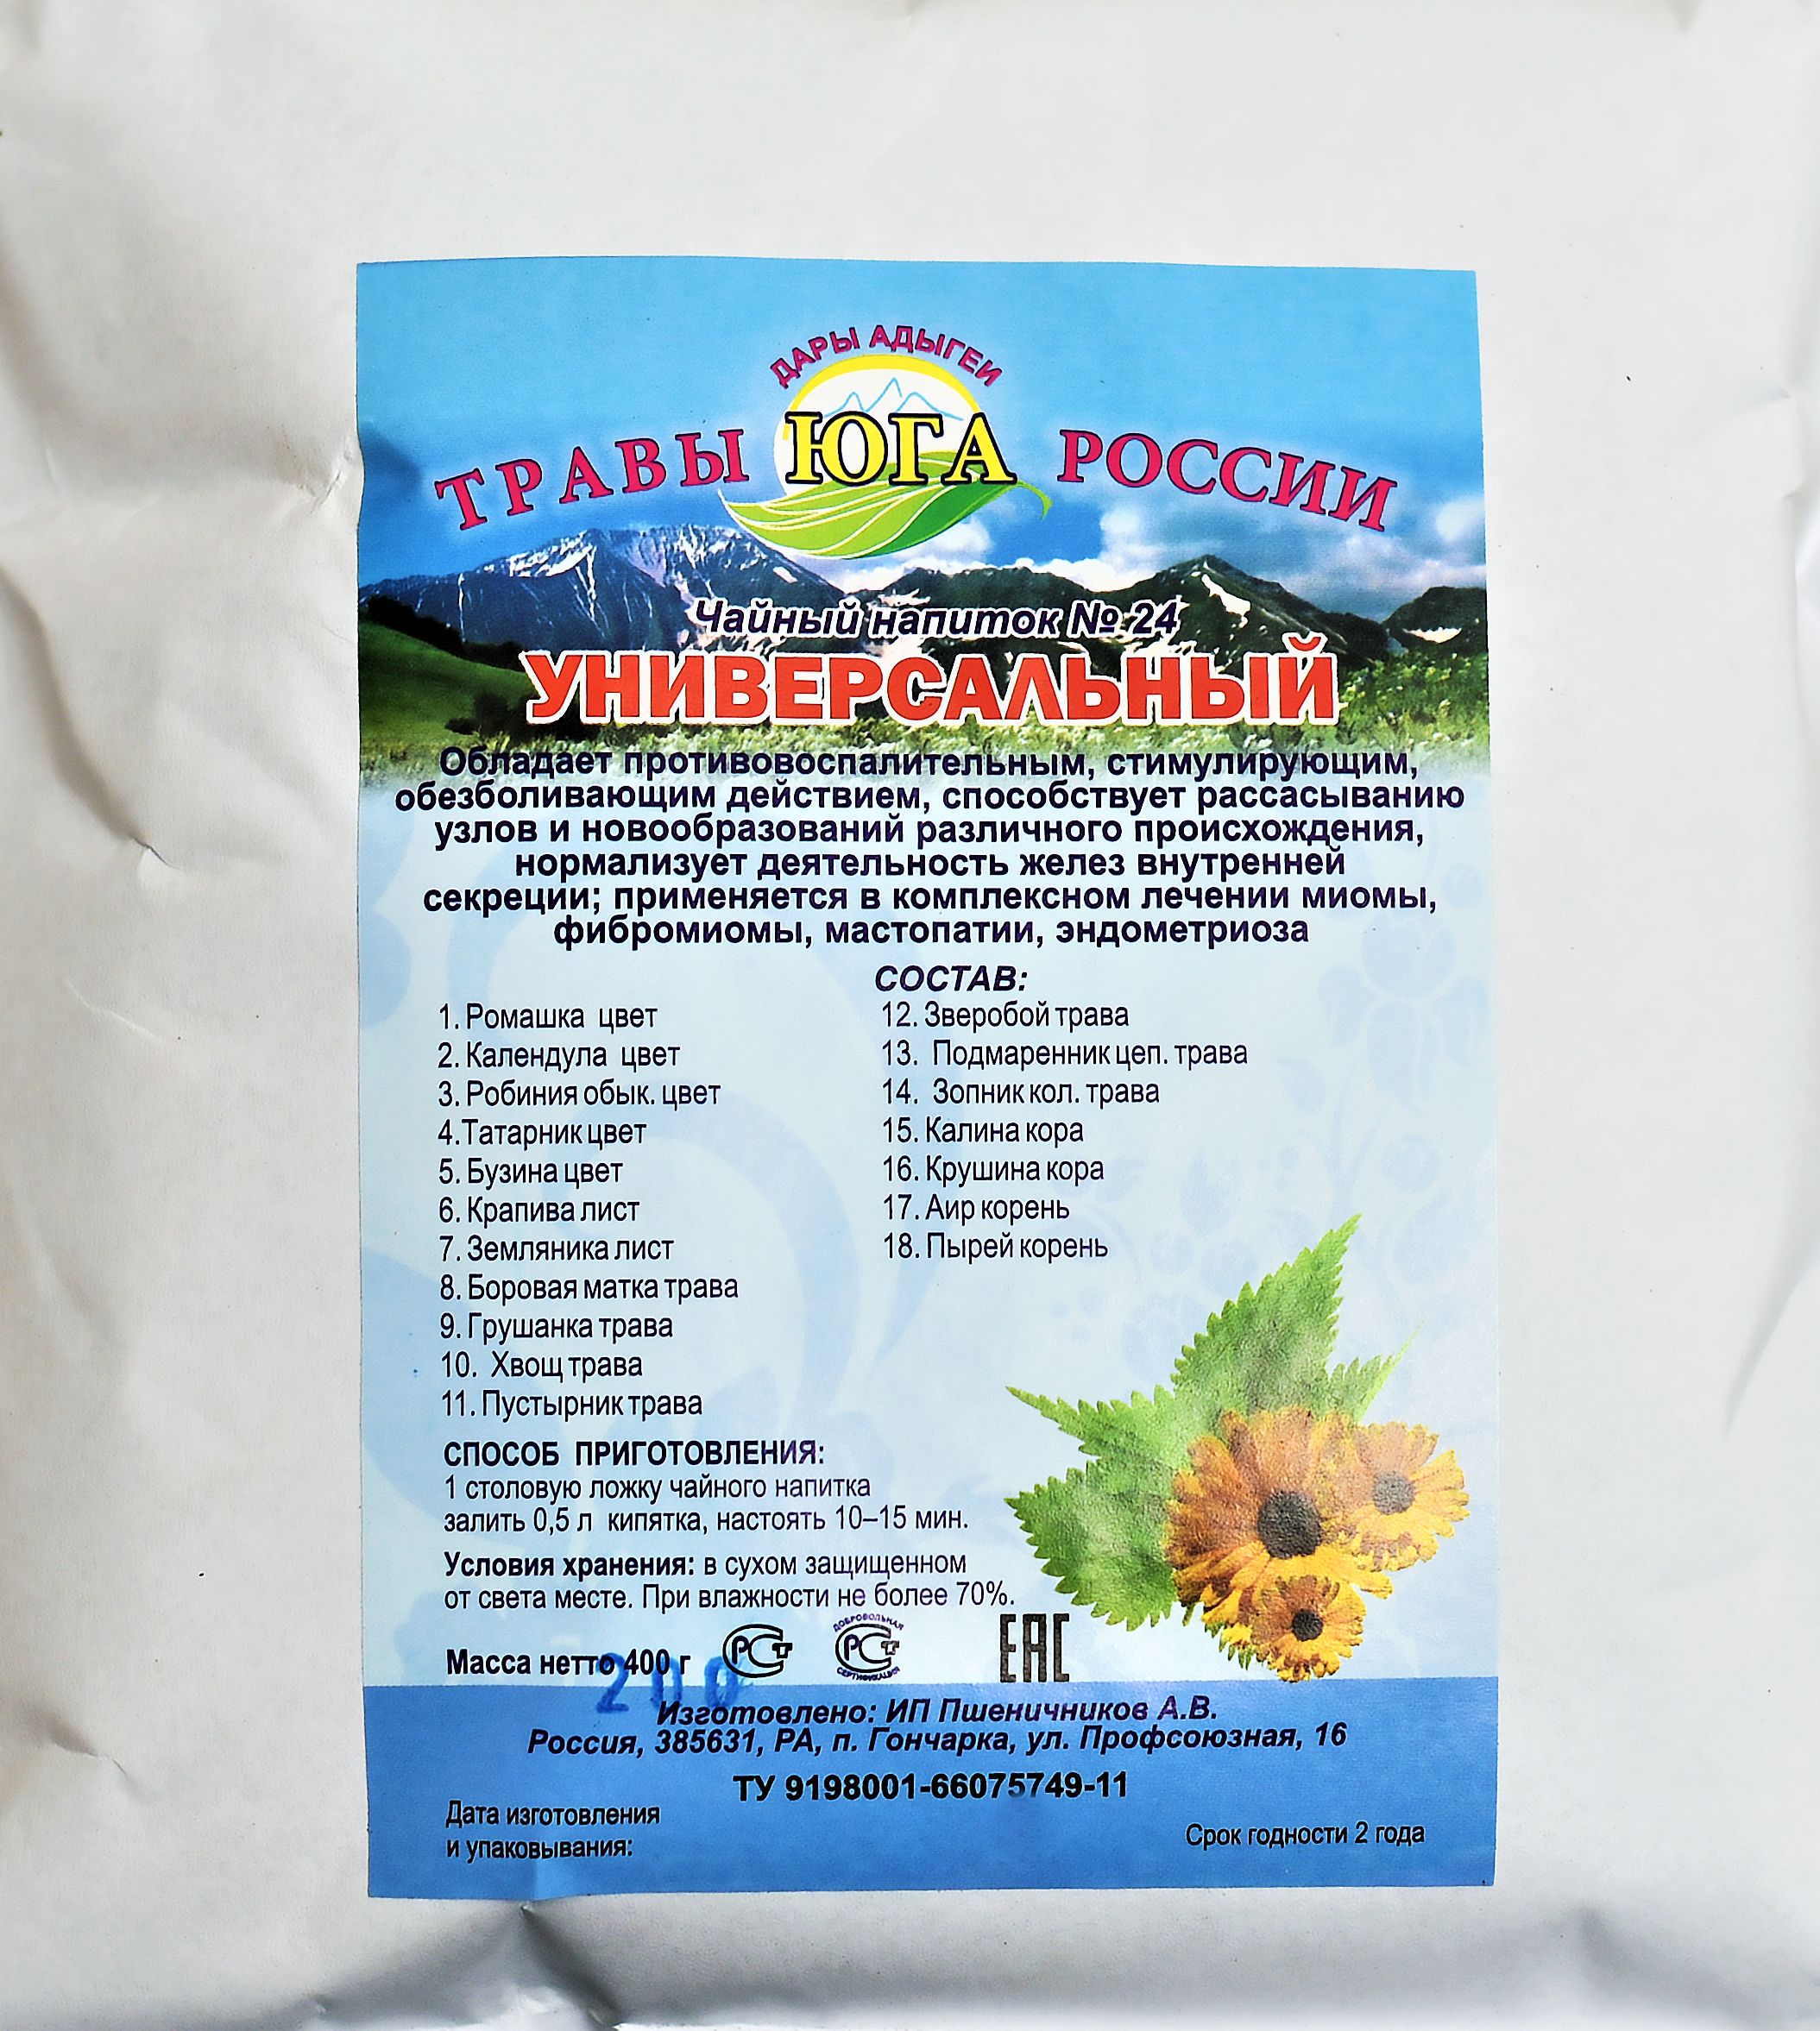 ДАРЫ АДЫГЕИ
ТРАВЫ ЮГА РОССИИ
Чайный напиток № 24
УНИВЕРСАЛЬНЫЙ
Обладает противовоспалительным, стимулирующим,
обезболивающим действием, способствует рассасыванию
узлов и новообразований различного происхождения,
нормализует деятельность желез внутренней
секреции; применяется в комплексном лечении миомы,
фибромиомы, мастопатии, эндометриоза
СОСТАВ:
1. Ромашка цвет
2. Календула цвет
3. Робиния обык. цвет
4.Татарник цвет
5. Бузина цвет
6. Крапива лист
7. Земляника лист
8. Боровая матка трава
9. Грушанка трава
10. Хвощ трава
11. Пустырник трава
12. Зверобой трава
13. Подмаренник цеп. трава
14. Зопник кол. трава
15. Калина кора
16. Крушина кора
17. Аир корень
18. Пырей корень
СПОСОБ ПРИГОТОВЛЕНИЯ:
1 столовую ложку чайного напитка
залить 0,5 л кипятка, настоять 10–15 мин.
Условия хранения: в сухом защищенном
от света месте. При влажности не более 70%.
Масса нетто 400 г
200
РСТ
ДОБРОВОЛЬНАЯ
РСТ
СЕРТИФИКАЦИЯ
ЕАС
Изготовлено: ИП Пшеничников А.В.
Россия, 385631, РА, п. Гончарка, ул. Профсоюзная, 16
ТУ 9198001-66075749-11
Дата изготовления
и упаковывания:
Срок годности 2 года